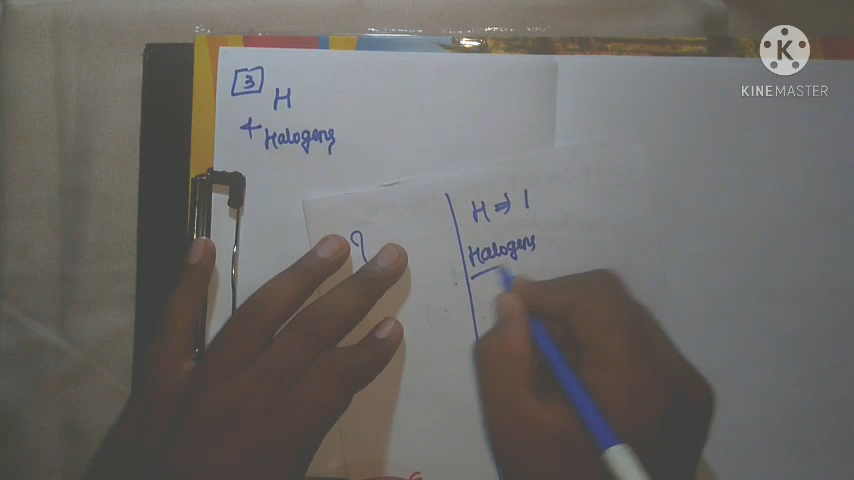 3
H
+ Halogens
H ⇒ 1
Halogens
K
KINEMASTER